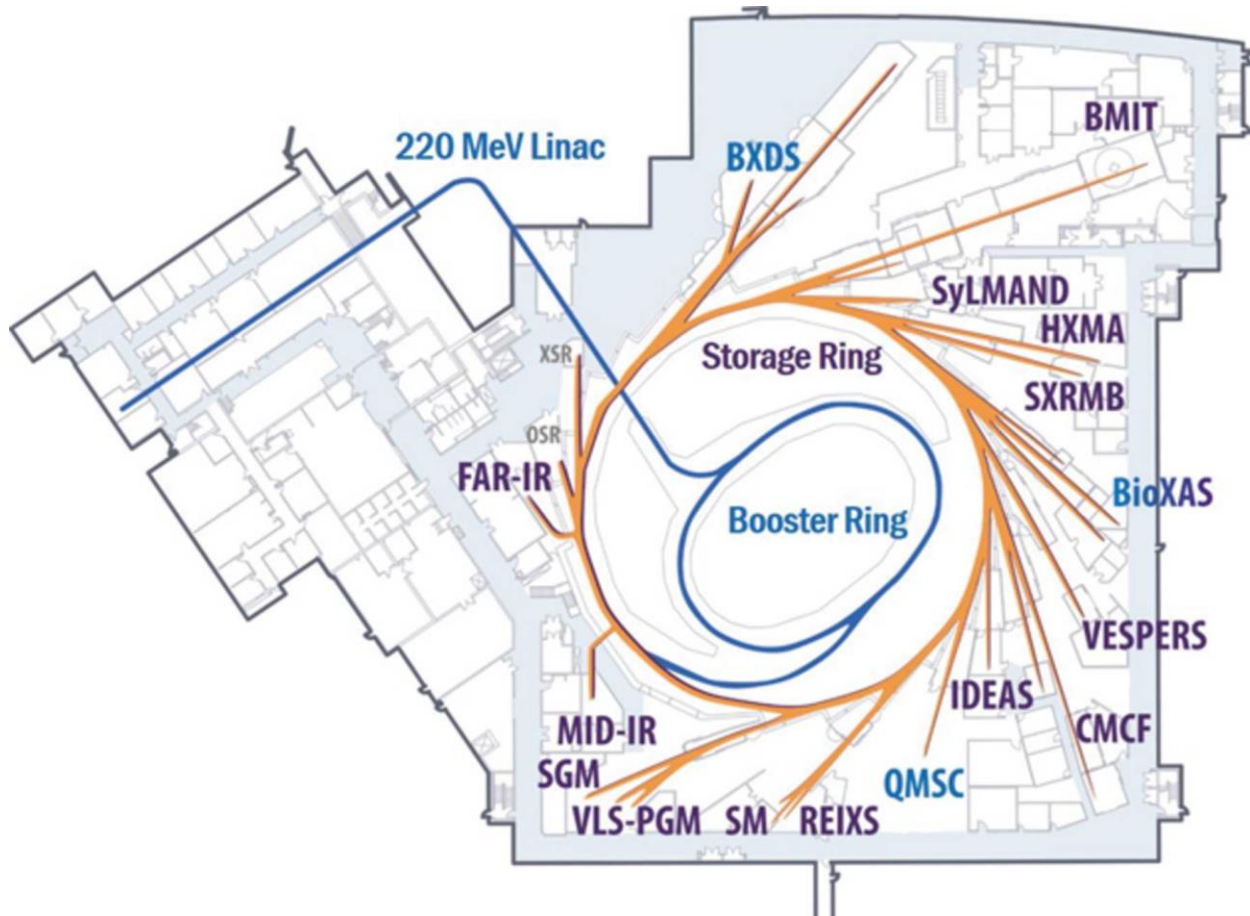 BMIT
220 MeV Linac
BXDS
SyLMAND
HXMA
XSR
Storage Ring
SXRMB
OSR
FAR-IR
BioXAS
Booster Ring
VESPERS
IDEAS
MID-IR
CMCF
SGM
QMSC
VLS-PGM
SM
REIXS